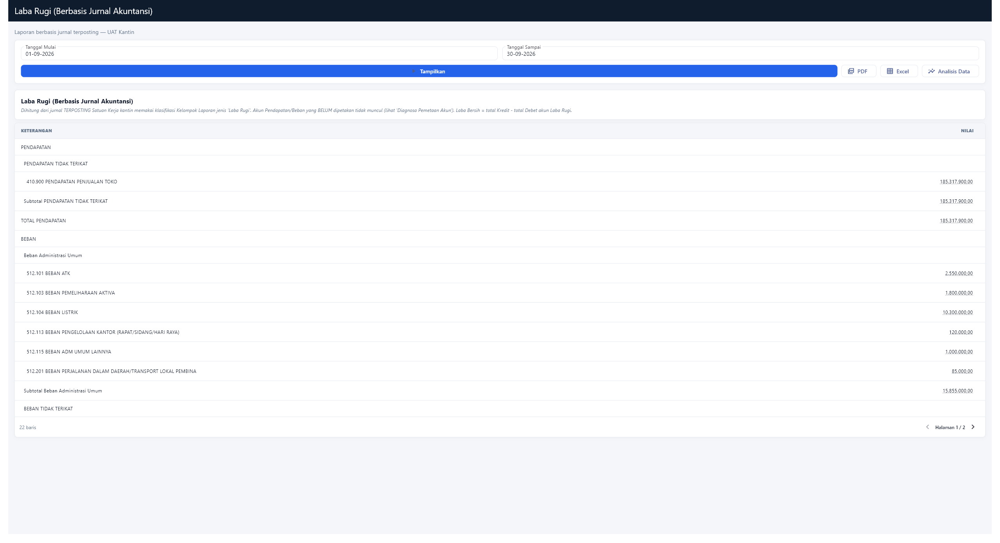 Laba Rugi (Berbasis Jurnal Akuntansi)
Laporan berbasis jurnal terposting — UAT Kantin
Tanggal Mulai
01-09-2026
Tanggal Sampai
30-09-2026
Tampilkan
PDF
Excel
Analisis Data
Laba Rugi (Berbasis Jurnal Akuntansi)
Dihitung dari jurnal TERPOSTING Satuan Kerja kantin memakai klasifikasi Kelompok Laporan jenis 'Laba Rugi'. Akun Pendapatan/Beban yang BELUM dipetakan tidak muncul (lihat 'Diagnosa Pemetaan Akun'). Laba Bersih = total Kredit - total Debet akun Laba Rugi.
KETERANGAN NILAI
PENDAPATAN
PENDAPATAN TIDAK TERIKAT
410.900 PENDAPATAN PENJUALAN TOKO 185.317.900,00
Subtotal PENDAPATAN TIDAK TERIKAT 185.317.900,00
TOTAL PENDAPATAN 185.317.900,00
BEBAN
Beban Administrasi Umum
512.101 BEBAN ATK 2.550.000,00
512.103 BEBAN PEMELIHARAAN AKTIVA 1.800.000,00
512.104 BEBAN LISTRIK 10.300.000,00
512.113 BEBAN PENGELOLAAN KANTOR (RAPAT/SIDANG/HARI RAYA) 120.000,00
512.115 BEBAN ADM UMUM LAINNYA 1.000.000,00
512.201 BEBAN PERJALANAN DALAM DAERAH/TRANSPORT LOKAL PEMBINA 85.000,00
Subtotal Beban Administrasi Umum 15.855.000,00
BEBAN TIDAK TERIKAT
22 baris
Halaman 1 / 2